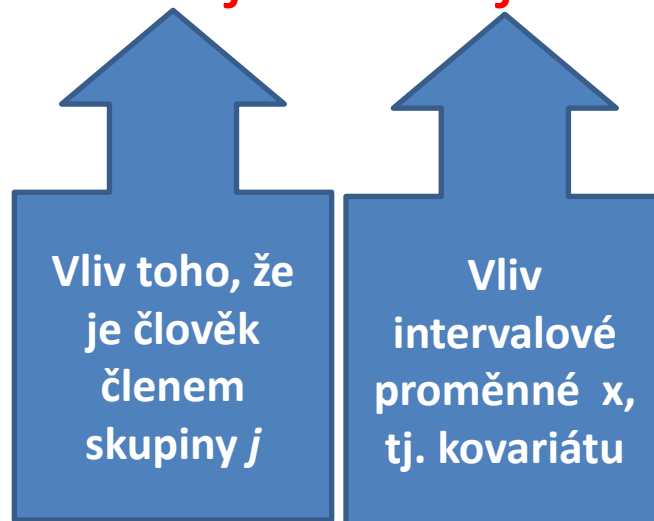 Vliv toho, že
je člověk
členem
skupiny j
Vliv
intervalové
proměnné x,
tj. kovariátu